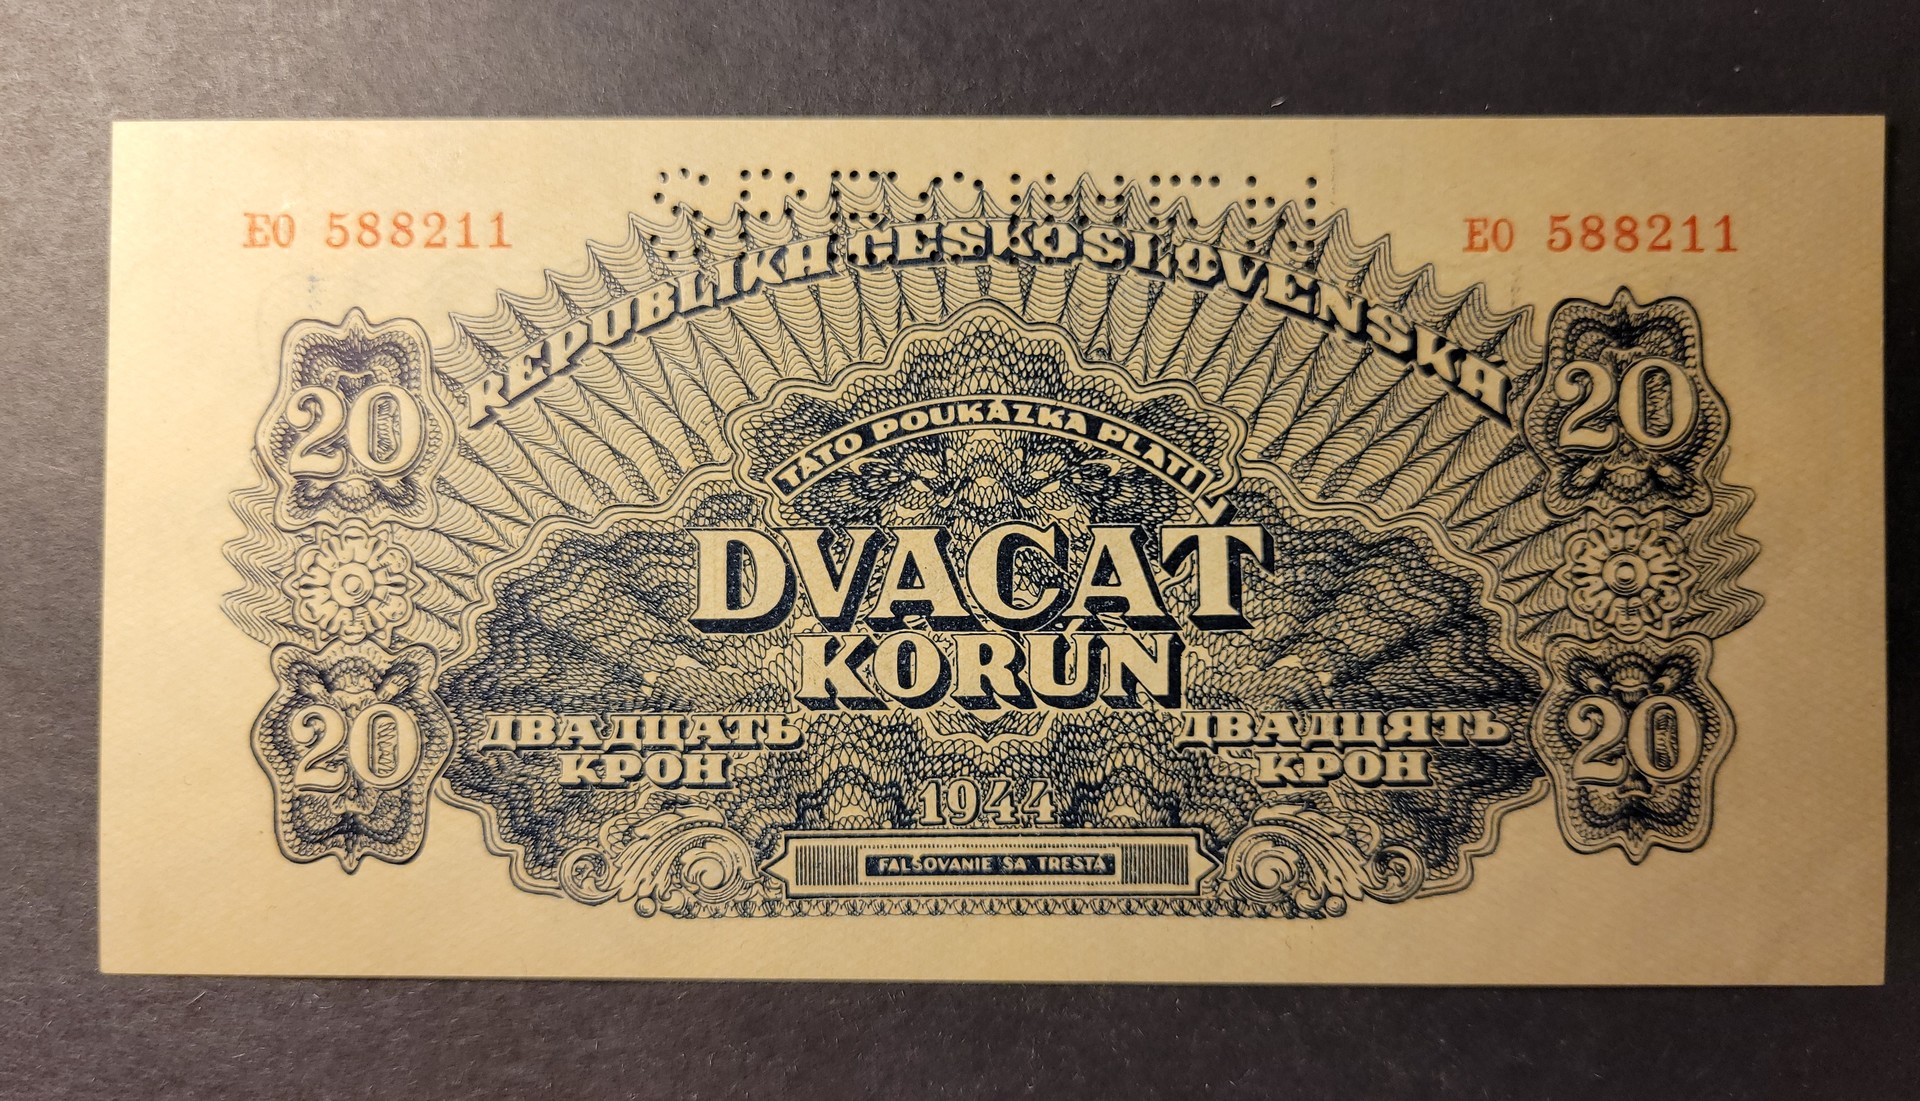 SPECIMEN
EO 588211
EO 588211
REPUBLIKA ČESKOSLOVENSKÁ
20
20
TÁTO POUKÁZKA PLATÍ
DVACAŤ
KORÚN
ДВАДЦАТЬ
КРОН
ДВАДЦЯТЬ
КРОН
20
20
1944
FALŠOVANIE SA TRESTÁ